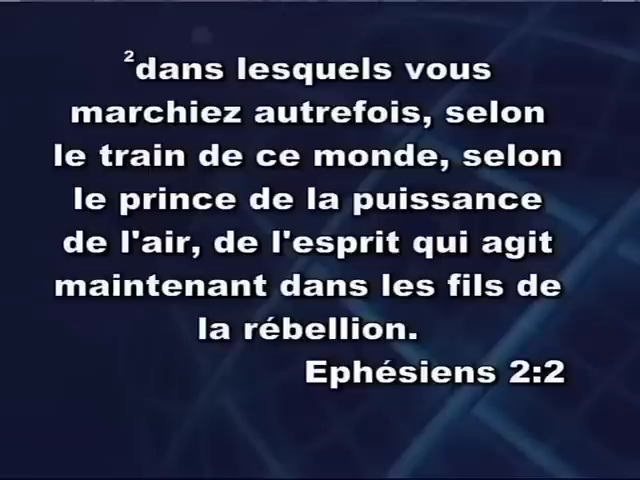 ²dans lesquels vous
marchiez autrefois, selon
le train de ce monde, selon
le prince de la puissance
de l'air, de l'esprit qui agit
maintenant dans les fils de
la rébellion.
Ephésiens 2:2